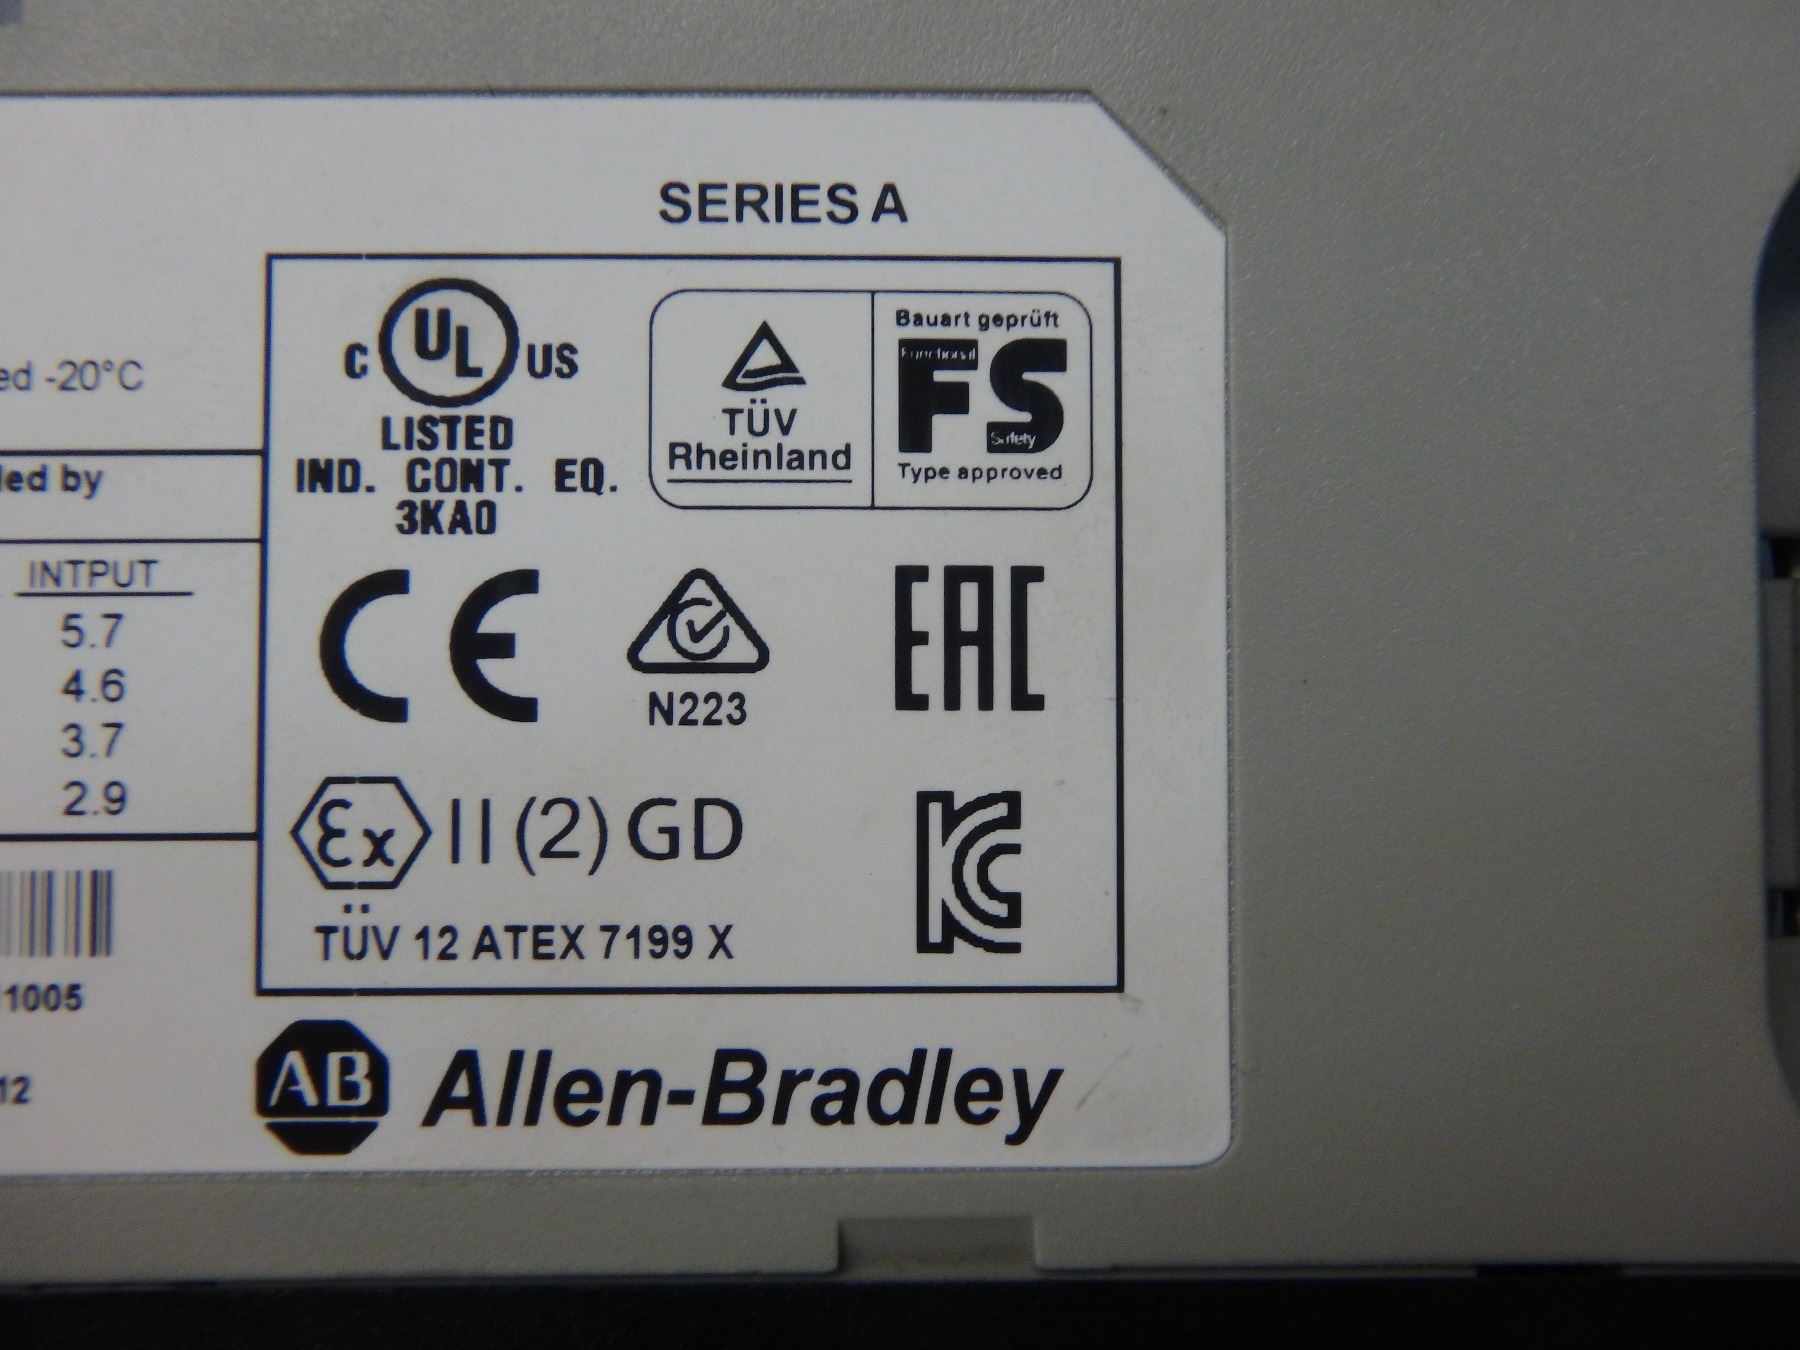 SERIES A
-20°C
by
INTPUT
5.7
4.6
3.7
2.9
1005
12
C UL US
LISTED
IND. CONT. EQ.
3KA0
TÜV
Rheinland
Bauart geprüft
Functional
FS
Safety
Type approved
CE
N223
EAC
Ex II (2) GD
KC
TÜV 12 ATEX 7199 X
AB Allen-Bradley